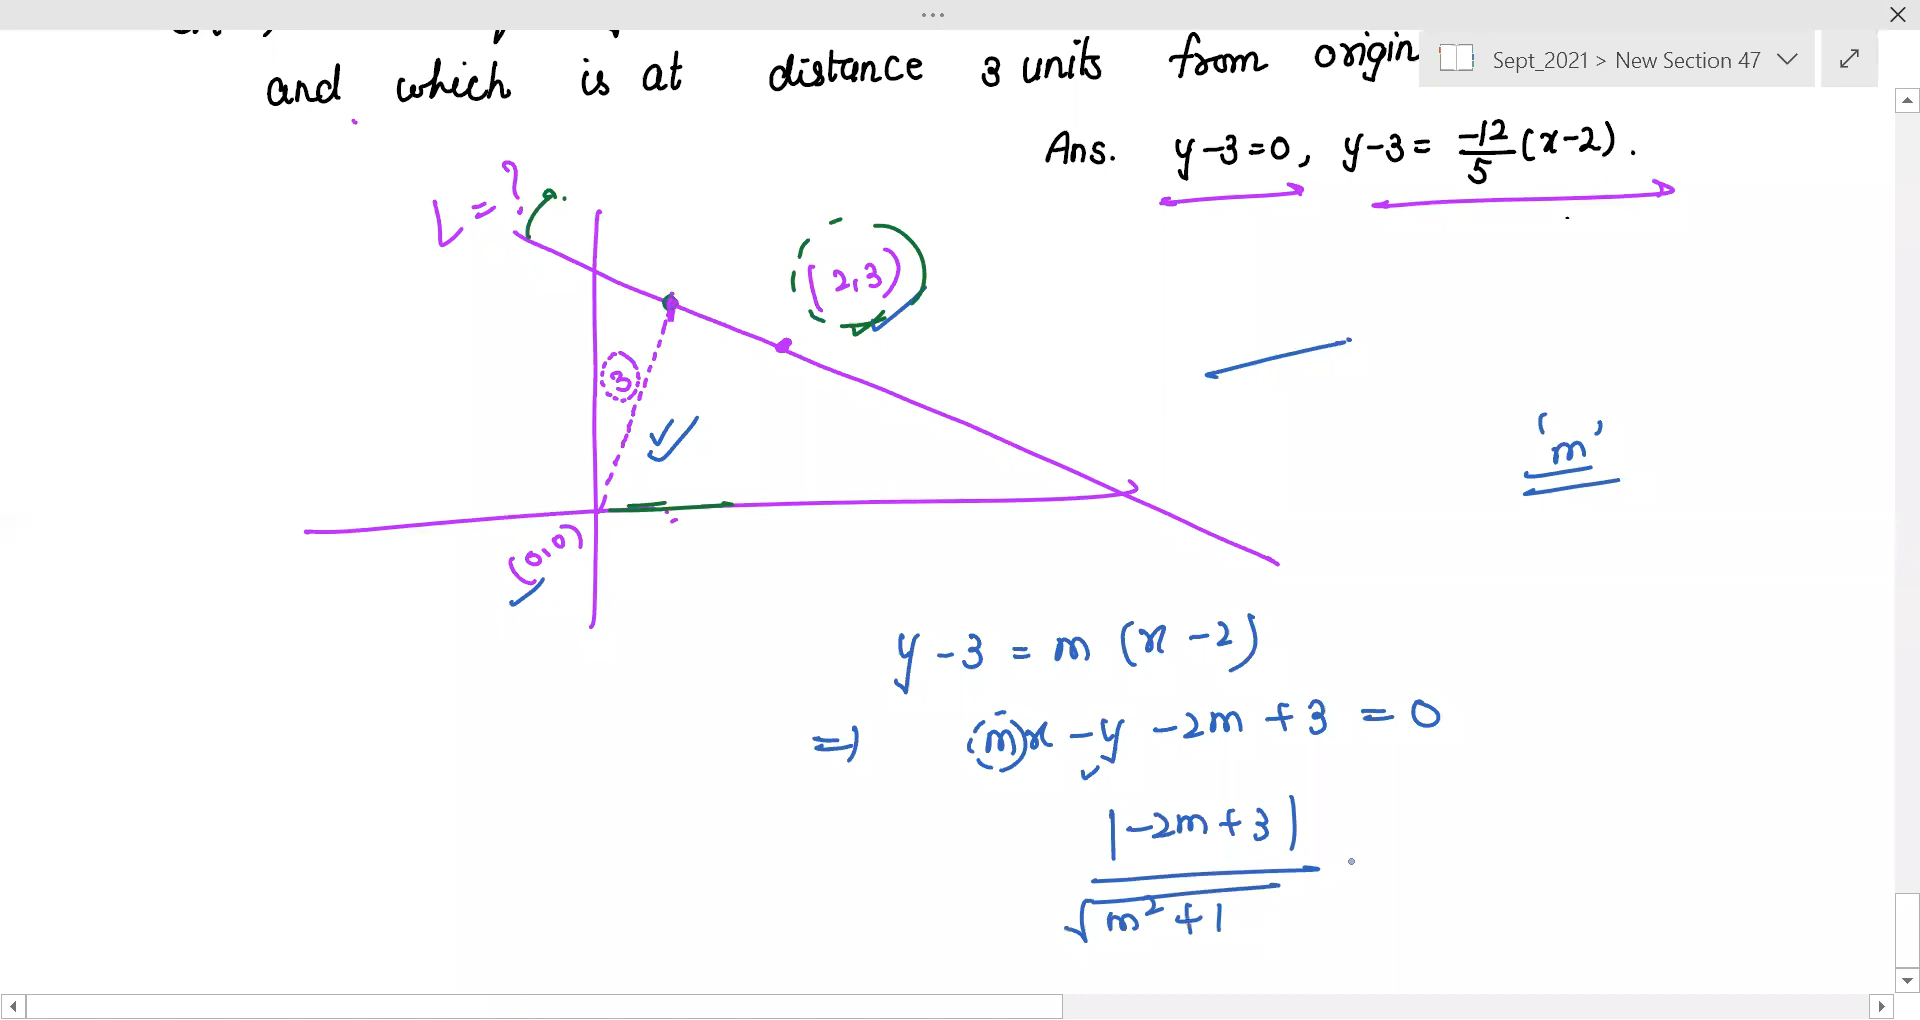 and which is at distance 3 units from origin
Sept_2021 > New Section 47
Ans. y-3=0, y-3= -12/5 (x-2).
L=?
(2,3)
3
'm'
(0,0)
y-3 = m (x-2)
=> (m)x -y -2m +3 = 0
|-2m+3|
√m²+1